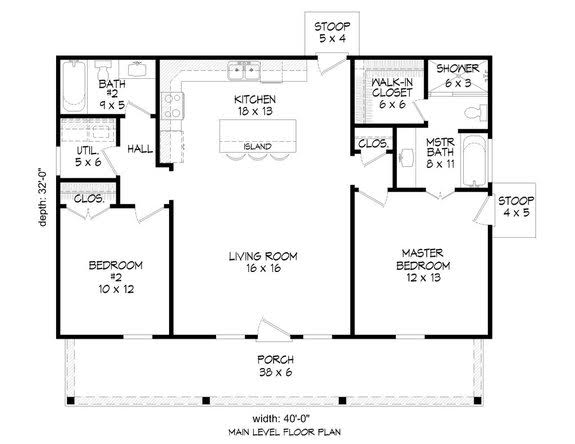 STOOP
5 x 4
BATH
#2
9 x 5
KITCHEN
18 x 13
WALK-IN
CLOSET
6 x 6
SHOWER
6 x 3
UTIL.
5 x 6
HALL
ISLAND
CLOS.
MSTR
BATH
8 x 11
CLOS.
STOOP
4 x 5
depth: 32'-0"
BEDROOM
#2
10 x 12
LIVING ROOM
16 x 16
MASTER
BEDROOM
12 x 13
PORCH
38 x 6
width: 40'-0"
MAIN LEVEL FLOOR PLAN